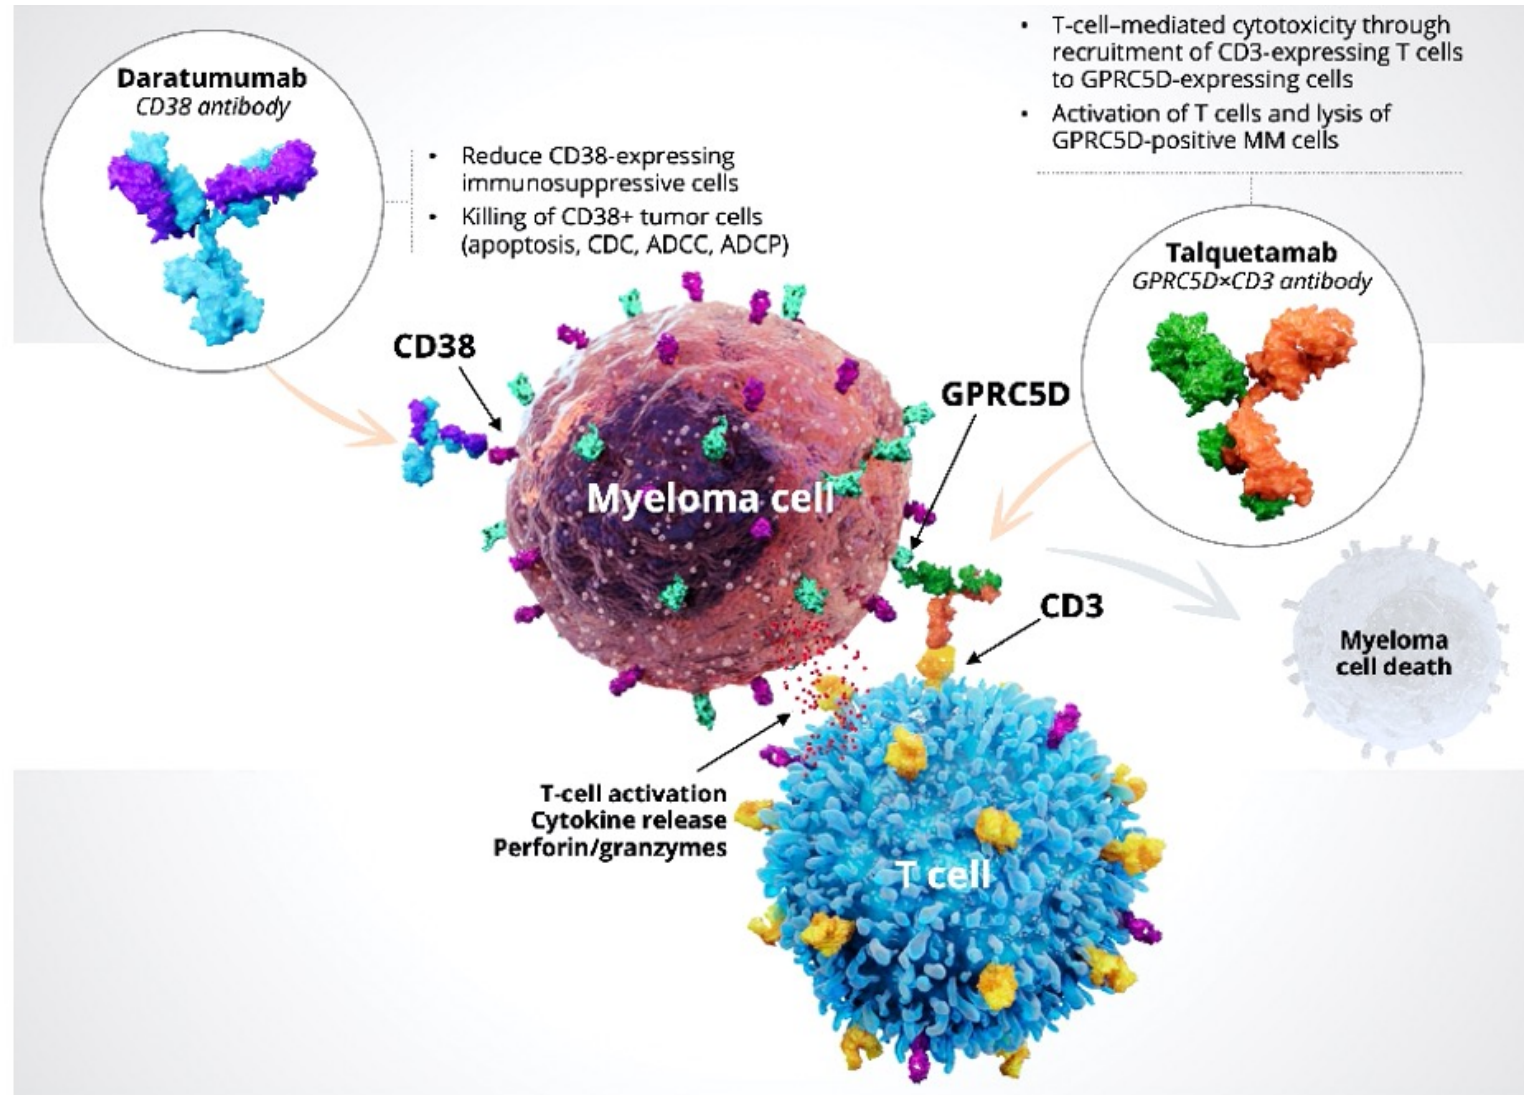 Daratumumab
CD38 antibody
• Reduce CD38-expressing
immunosuppressive cells
• Killing of CD38+ tumor cells
(apoptosis, CDC, ADCC, ADCP)
• T-cell–mediated cytotoxicity through
recruitment of CD3-expressing T cells
to GPRC5D-expressing cells
• Activation of T cells and lysis of
GPRC5D-positive MM cells
Talquetamab
GPRC5D×CD3 antibody
CD38
GPRC5D
Myeloma cell
CD3
Myeloma
cell death
T-cell activation
Cytokine release
Perforin/granzymes
T cell